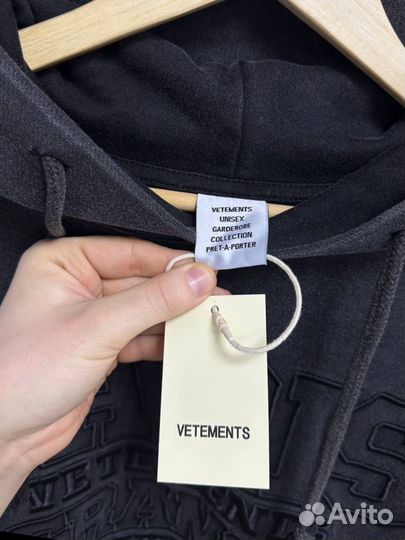 VETEMENTS
UNISEX
GARDEROBE
COLLECTION
PRET-A-PORTER
VETEMENTS
Avito